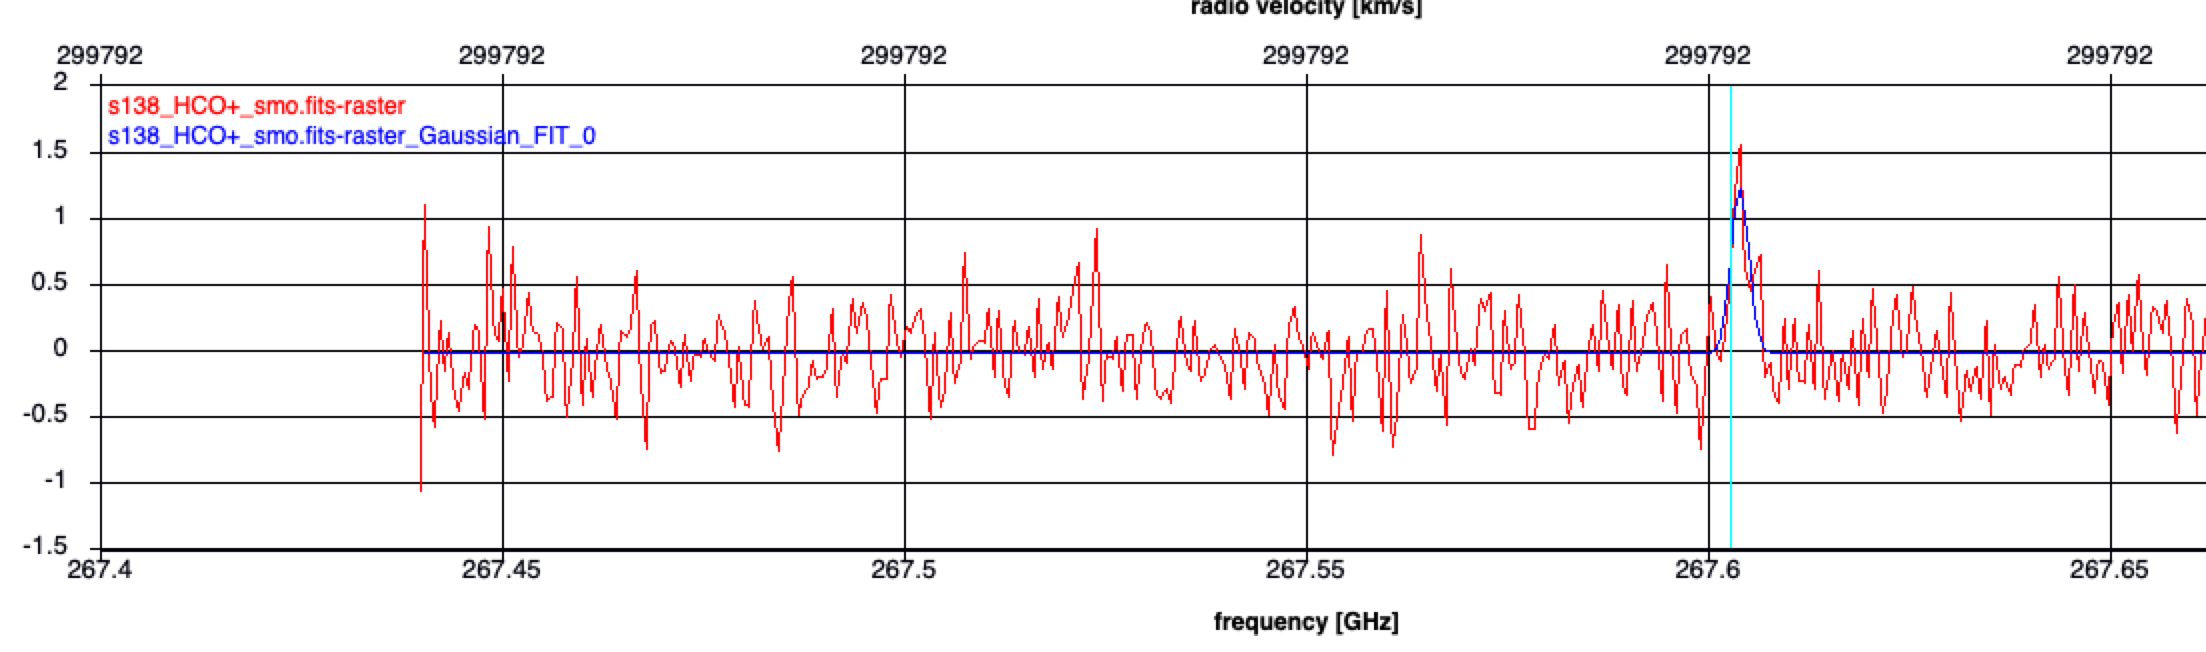 radio velocity [km/s]
299792 299792 299792 299792 299792 299792
2
s138_HCO+_smo.fits-raster
s138_HCO+_smo.fits-raster_Gaussian_FIT_0
1.5
1
0.5
0
-0.5
-1
-1.5
267.4 267.45 267.5 267.55 267.6 267.65
frequency [GHz]